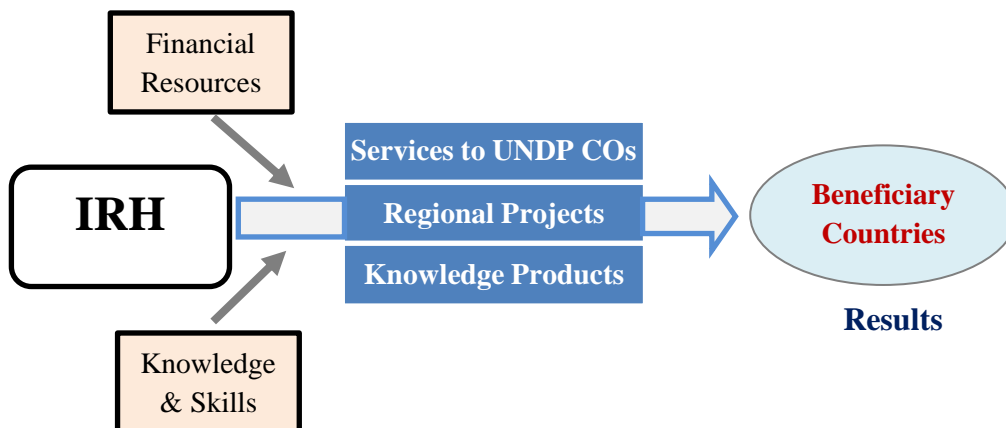 Financial
Resources
IRH
Services to UNDP COs
Regional Projects
Knowledge Products
Beneficiary
Countries
Results
Knowledge
& Skills